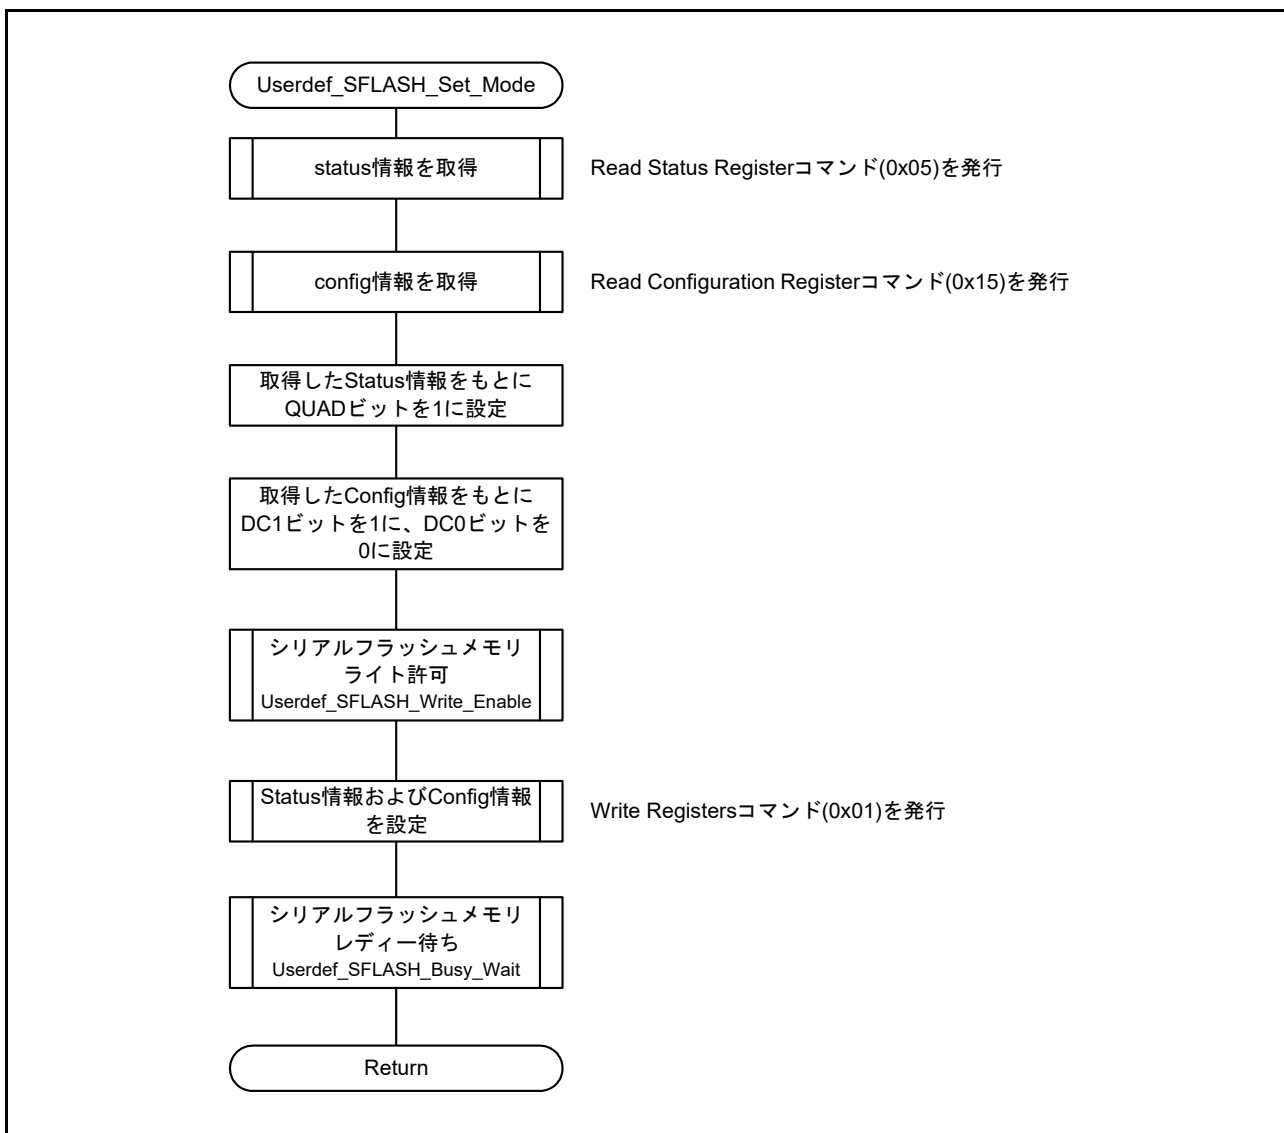 Userdef_SFLASH_Set_Mode
status情報を取得
Read Status Registerコマンド(0x05)を発行
config情報を取得
Read Configuration Registerコマンド(0x15)を発行
取得したStatus情報をもとに
QUADビットを1に設定
取得したConfig情報をもとに
DC1ビットを1に、DC0ビットを
0に設定
シリアルフラッシュメモリ
ライト許可
Userdef_SFLASH_Write_Enable
Status情報およびConfig情報
を設定
Write Registersコマンド(0x01)を発行
シリアルフラッシュメモリ
レディー待ち
Userdef_SFLASH_Busy_Wait
Return